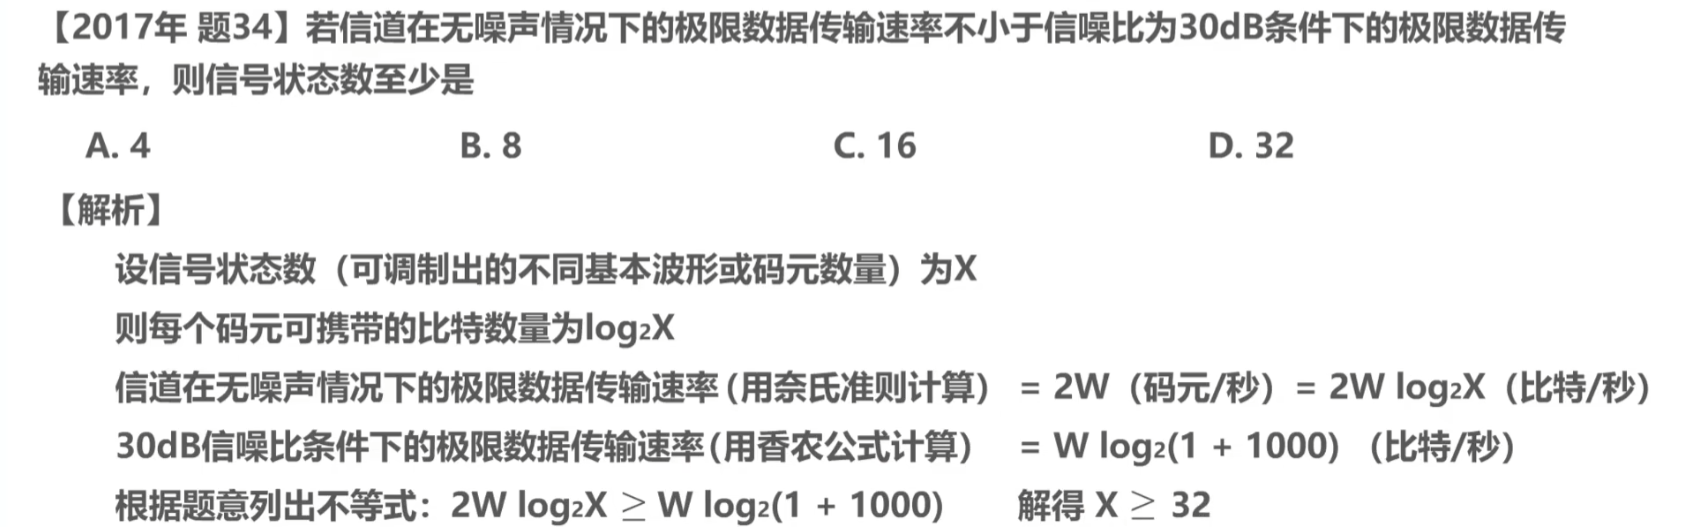 【2017年 题34】若信道在无噪声情况下的极限数据传输速率不小于信噪比为30dB条件下的极限数据传
输速率，则信号状态数至少是
A. 4 B. 8 C. 16 D. 32
【解析】
设信号状态数（可调制出的不同基本波形或码元数量）为X
则每个码元可携带的比特数量为log₂X
信道在无噪声情况下的极限数据传输速率(用奈氏准则计算） = 2W（码元/秒）= 2W log₂X（比特/秒）
30dB信噪比条件下的极限数据传输速率(用香农公式计算） = W log₂(1 + 1000)（比特/秒）
根据题意列出不等式：2W log₂X ≥ W log₂(1 + 1000) 解得 X ≥ 32